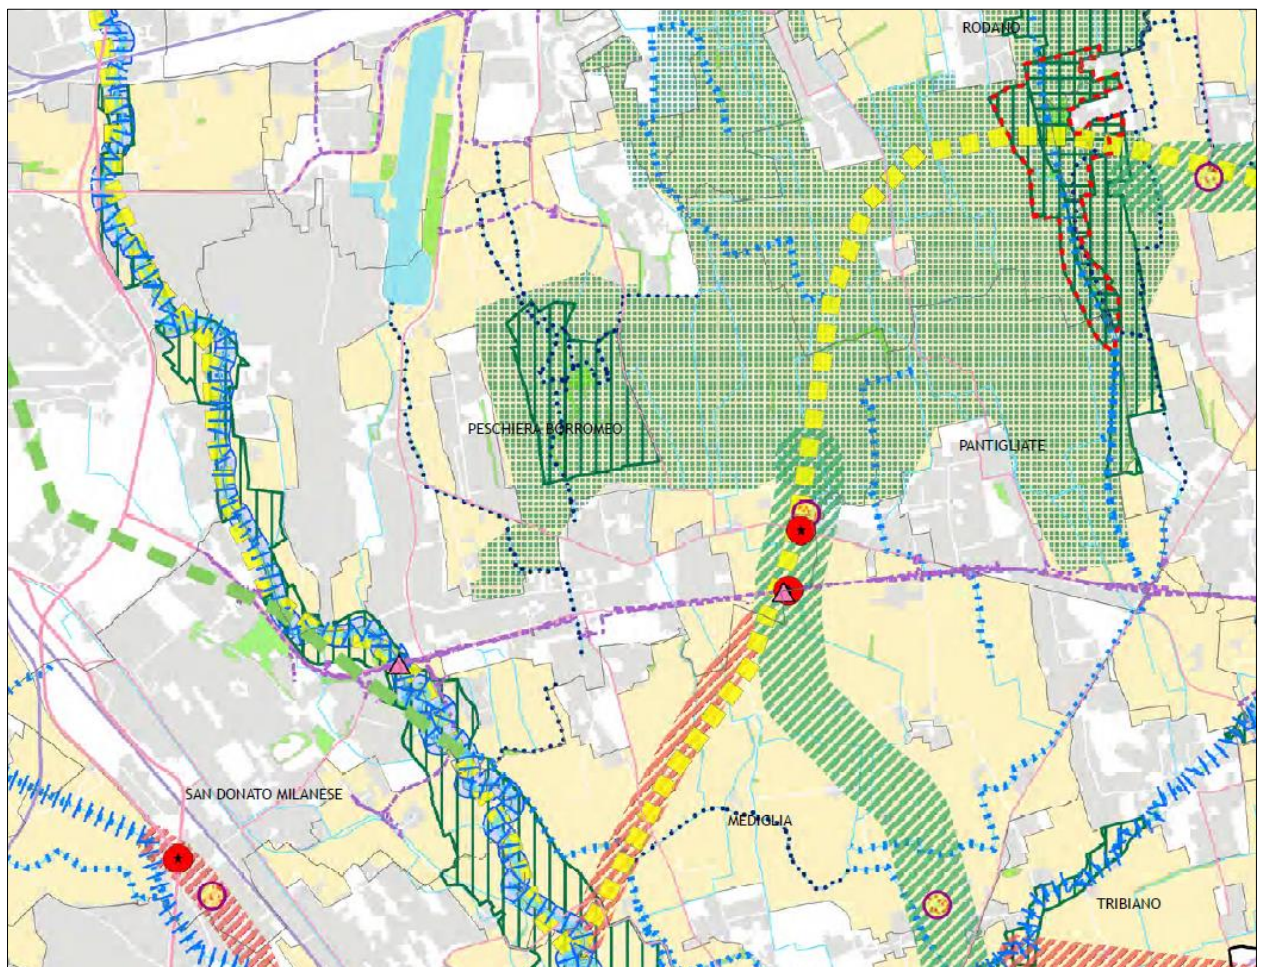 RODANO
PESCHIERA BORROMEO
PANTIGLIATE
SAN DONATO MILANESE
MEDIGLIA
TRIBIANO